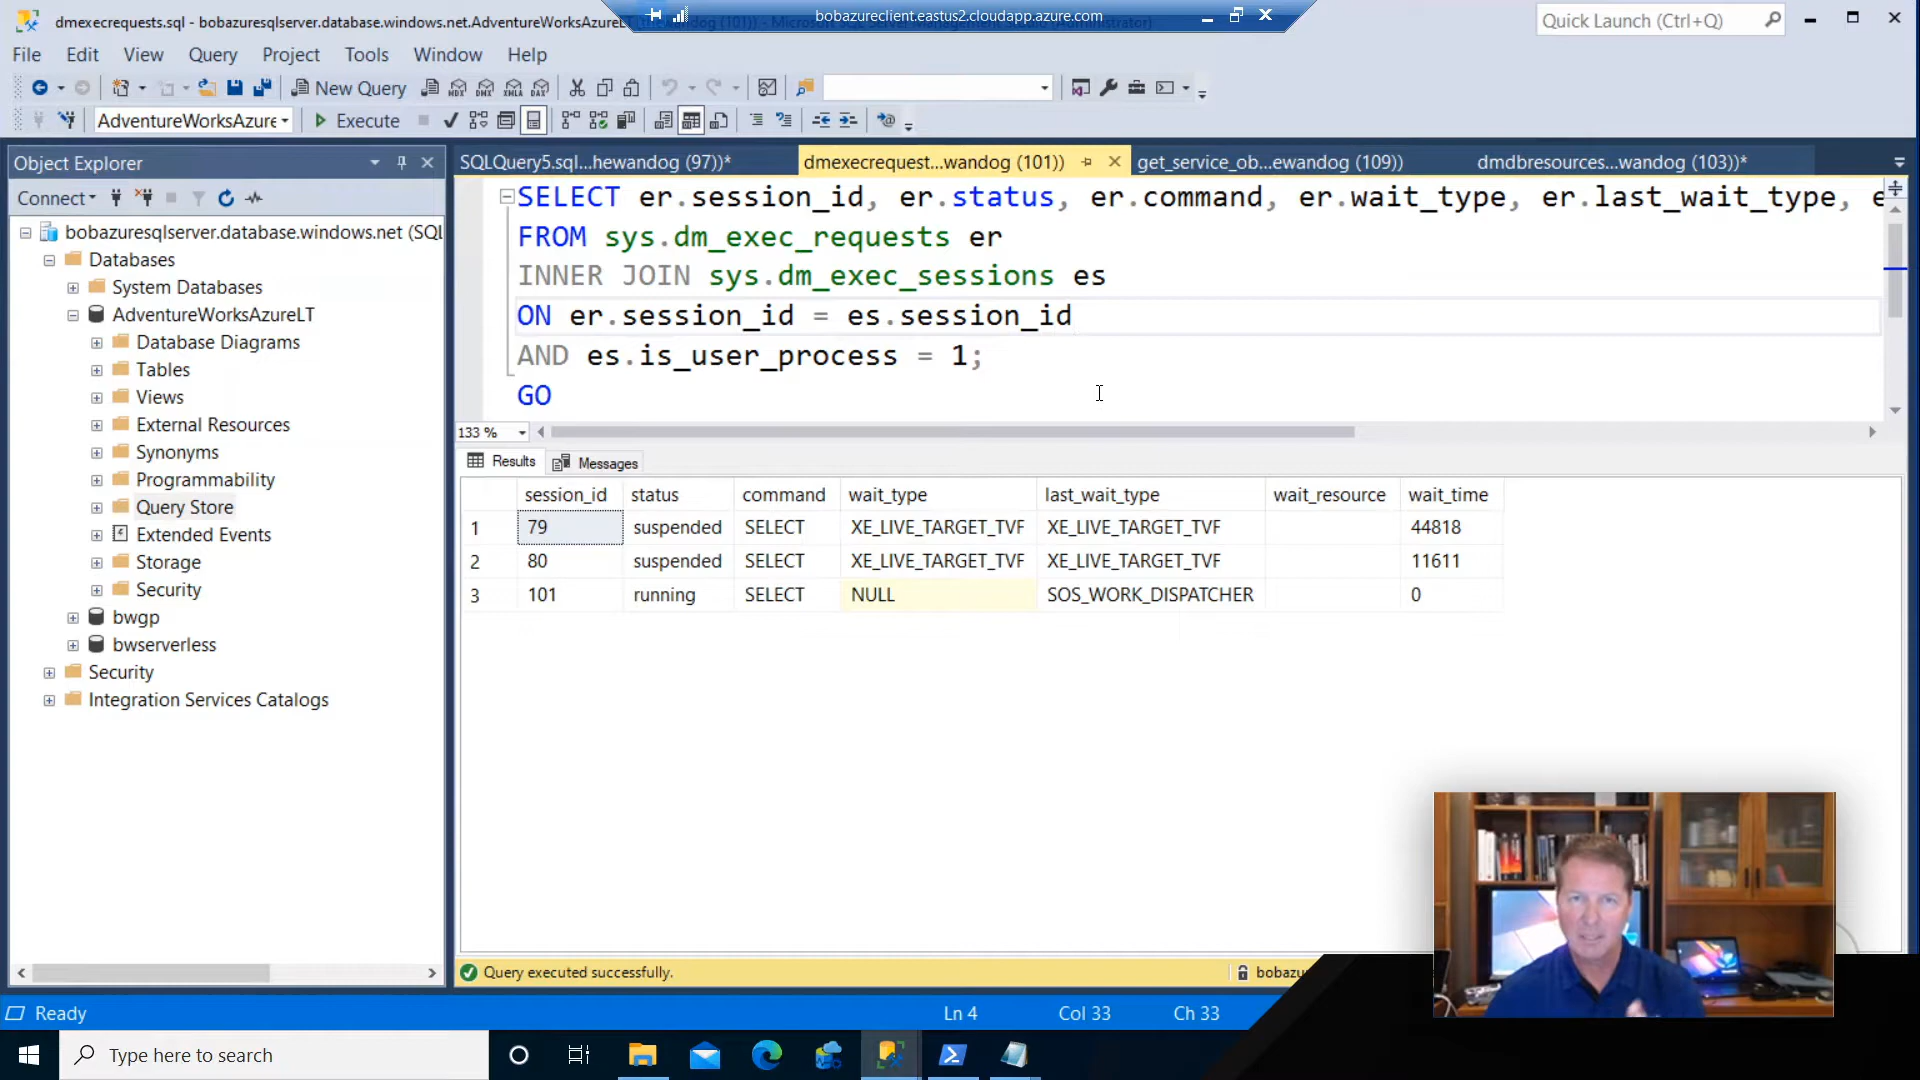 dmexecrequests.sql - bobazuresqlserver.database.windows.net.AdventureWorksAzureLT
bobazureclient.eastus2.cloudapp.azure.com
Quick Launch (Ctrl+Q)
File Edit View Query Project Tools Window Help
New Query
AdventureWorksAzure Execute
Object Explorer
SQLQuery5.sql...hewandog (97))* dmexecrequest...wandog (101)) get_service_ob...ewandog (109)) dmdbresources...wandog (103))*
Connect
bobazuresqlserver.database.windows.net (SQL
Databases
System Databases
AdventureWorksAzureLT
Database Diagrams
Tables
Views
External Resources
Synonyms
Programmability
Query Store
Extended Events
Storage
Security
bwgp
bwserverless
Security
Integration Services Catalogs
SELECT er.session_id, er.status, er.command, er.wait_type, er.last_wait_type, e
FROM sys.dm_exec_requests er
INNER JOIN sys.dm_exec_sessions es
ON er.session_id = es.session_id
AND es.is_user_process = 1;
GO
133 %
Results Messages
session_id status command wait_type last_wait_type wait_resource wait_time
1 79 suspended SELECT XE_LIVE_TARGET_TVF XE_LIVE_TARGET_TVF 44818
2 80 suspended SELECT XE_LIVE_TARGET_TVF XE_LIVE_TARGET_TVF 11611
3 101 running SELECT NULL SOS_WORK_DISPATCHER 0
Query executed successfully. bobazu
Ready Ln 4 Col 33 Ch 33
Type here to search